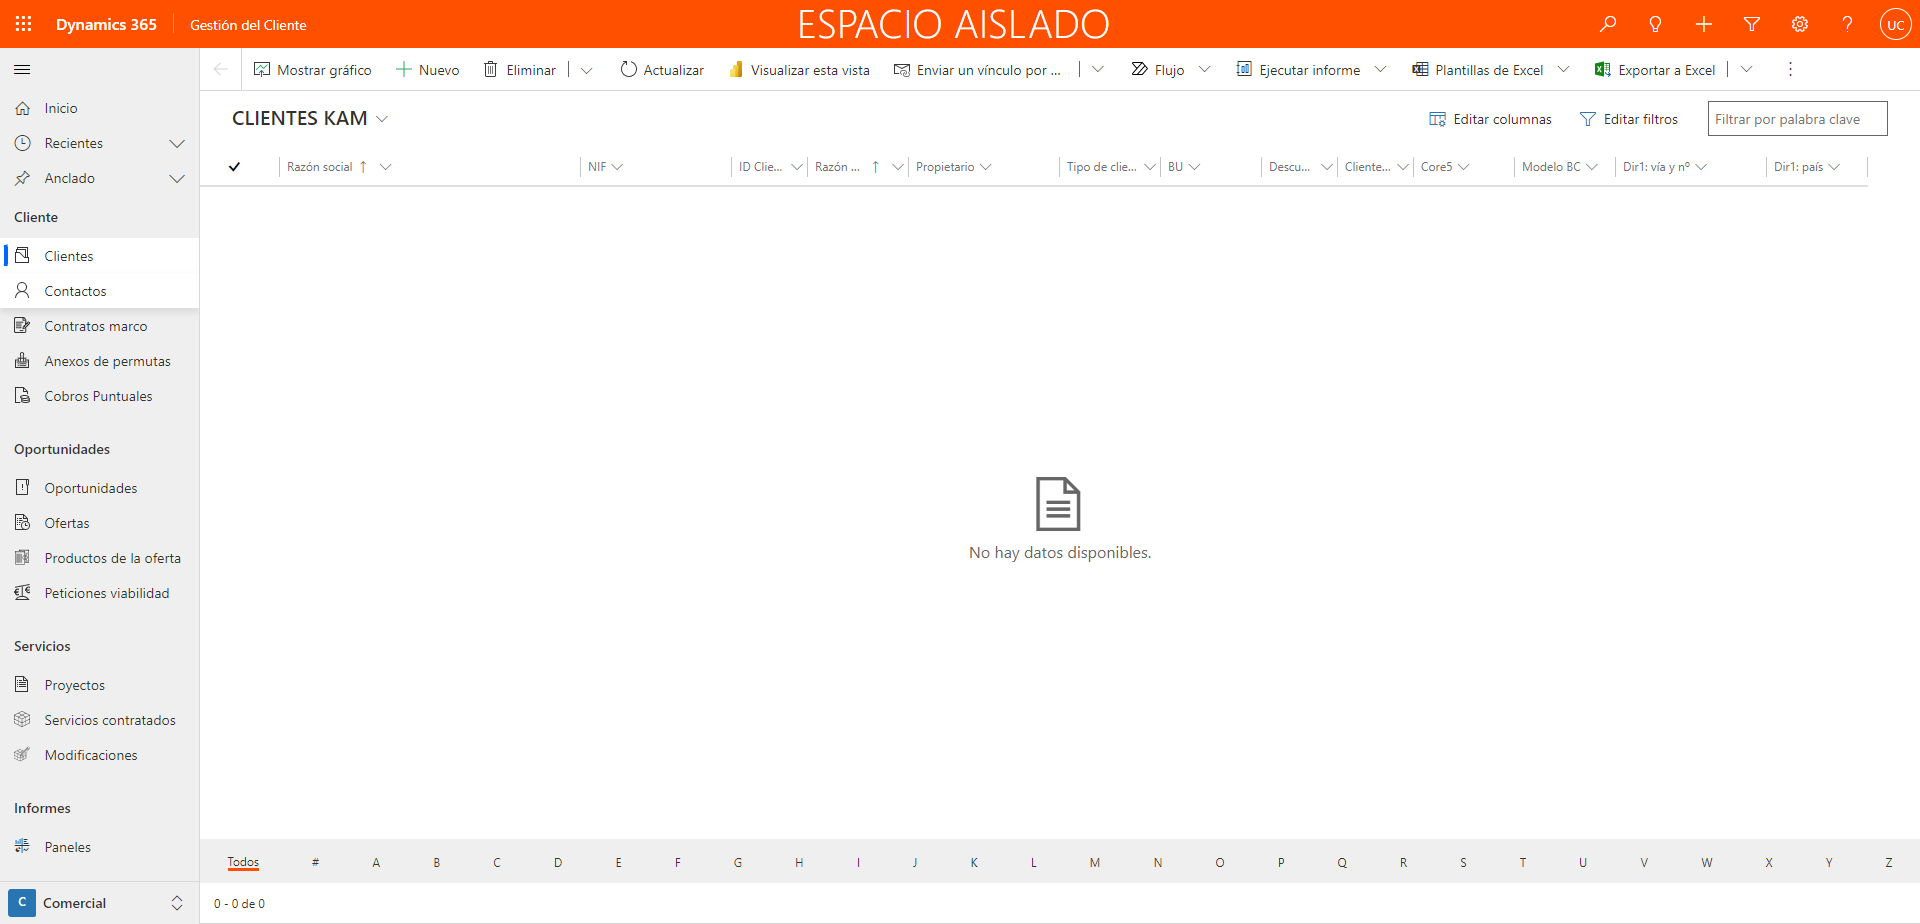 Dynamics 365
Gestión del Cliente
ESPACIO AISLADO
UC
Mostrar gráfico
Nuevo
Eliminar
Actualizar
Visualizar esta vista
Enviar un vínculo por ...
Flujo
Ejecutar informe
Plantillas de Excel
Exportar a Excel
Inicio
Recientes
Anclado
Cliente
Clientes
Contactos
Contratos marco
Anexos de permutas
Cobros Puntuales
Oportunidades
Oportunidades
Ofertas
Productos de la oferta
Peticiones viabilidad
Servicios
Proyectos
Servicios contratados
Modificaciones
Informes
Paneles
C Comercial
CLIENTES KAM
Editar columnas
Editar filtros
Filtrar por palabra clave
Razón social ↑
NIF
ID Clie...
Razón ... ↑
Propietario
Tipo de clie...
BU
Descu...
Cliente...
Core5
Modelo BC
Dir1: vía y nº
Dir1: país
No hay datos disponibles.
Todos # A B C D E F G H I J K L M N O P Q R S T U V W X Y Z
0 - 0 de 0